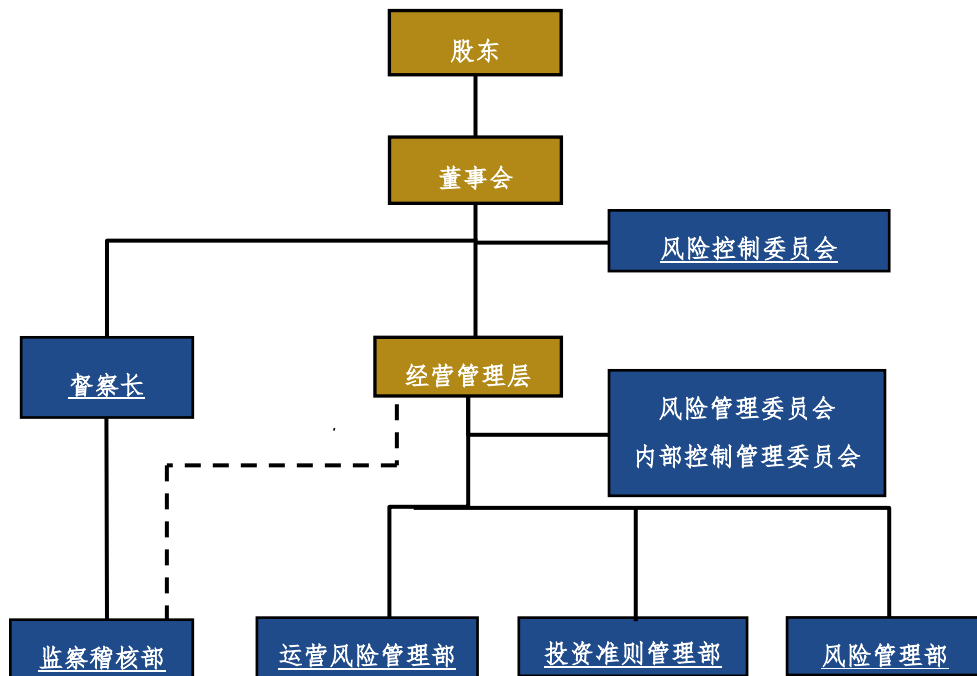 股东
董事会
风险控制委员会
督察长
经营管理层
风险管理委员会
内部控制管理委员会
监察稽核部
运营风险管理部
投资准则管理部
风险管理部